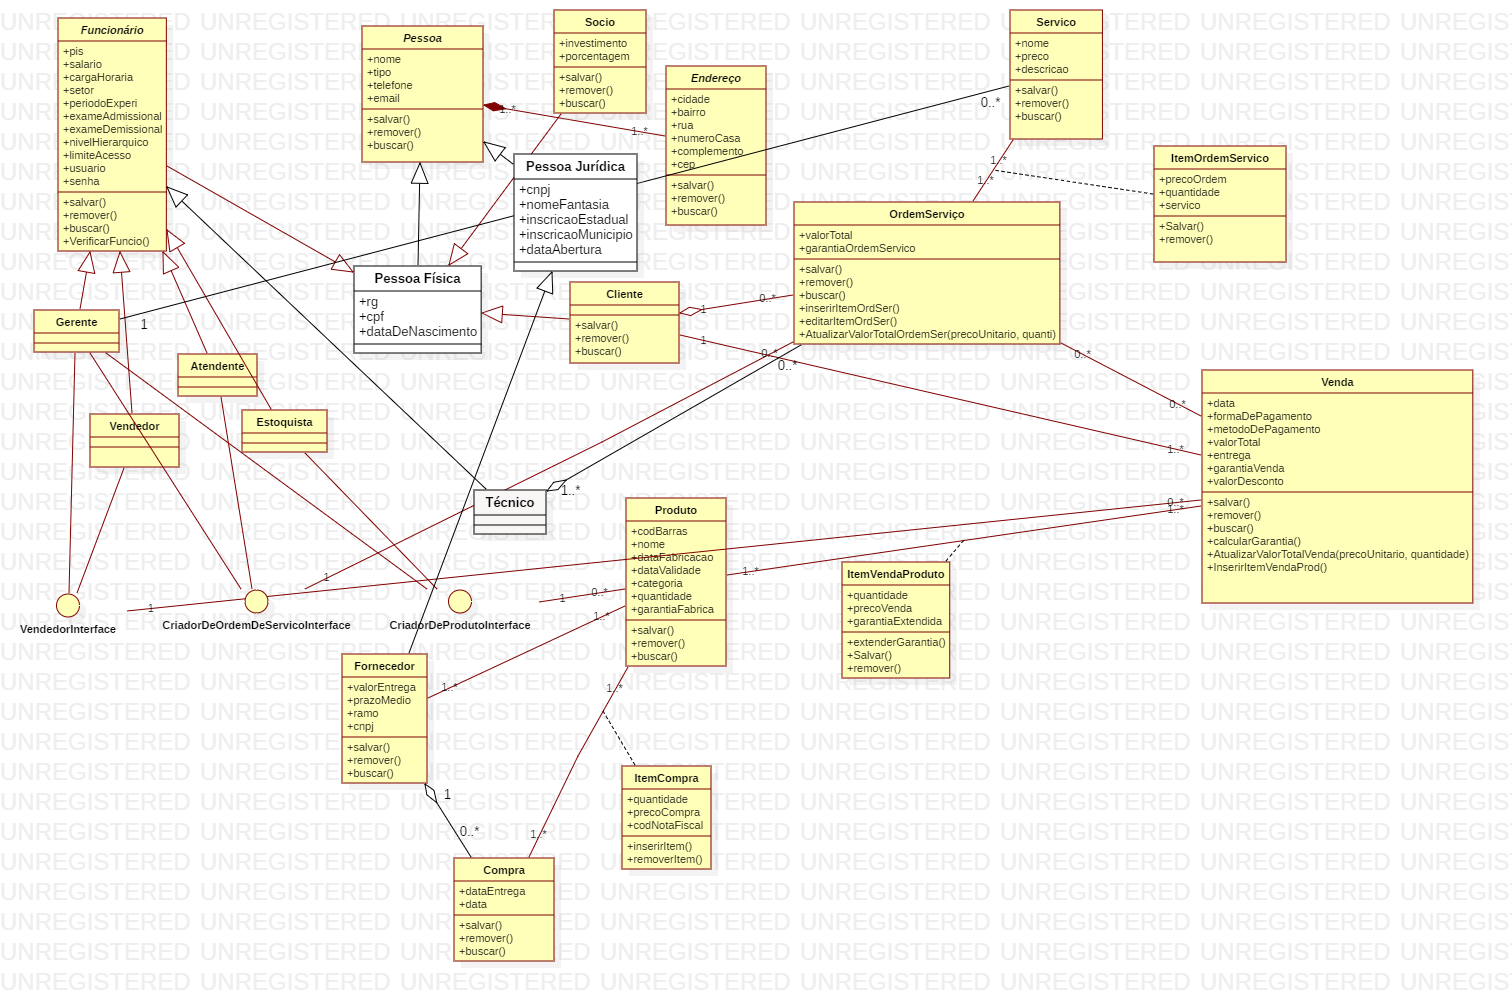 Funcionário
+pis
+salario
+cargaHoraria
+setor
+periodoExperi
+exameAdmissional
+exameDemissional
+nivelHierarquico
+limiteAcesso
+usuario
+senha
+salvar()
+remover()
+buscar()
+VerificarFuncio()
Pessoa
+nome
+tipo
+telefone
+email
+salvar()
+remover()
+buscar()
Socio
+investimento
+porcentagem
+salvar()
+remover()
+buscar()
Endereço
+cidade
+bairro
+rua
+numeroCasa
+complemento
+cep
+salvar()
+remover()
+buscar()
1..*
1..*
Servico
+nome
+preco
+descricao
+salvar()
+remover()
+buscar()
0..*
1..*
1..*
ItemOrdemServico
+precoOrdem
+quantidade
+servico
+Salvar()
+remover()
Pessoa Jurídica
+cnpj
+nomeFantasia
+inscricaoEstadual
+inscricaoMunicipio
+dataAbertura
OrdemServiço
+valorTotal
+garantiaOrdemServico
+salvar()
+remover()
+buscar()
+inserirItemOrdSer()
+editarItemOrdSer()
+AtualizarValorTotalOrdemSer(precoUnitario, quanti)
Pessoa Física
+rg
+cpf
+dataDeNascimento
Cliente
+salvar()
+remover()
+buscar()
1
0..*
1
0..*
0..*
0..*
0..*
1..*
Gerente
1
Atendente
Vendedor
Estoquista
Técnico
1..*
Venda
+data
+formaDePagamento
+metodoDePagamento
+valorTotal
+entrega
+garantiaVenda
+valorDesconto
+salvar()
+remover()
+buscar()
+calcularGarantia()
+AtualizarValorTotalVenda(precoUnitario, quantidade)
+InserirItemVendaProd()
0..*
1..*
Produto
+codBarras
+nome
+dataFabricacao
+dataValidade
+categoria
+quantidade
+garantiaFabrica
+salvar()
+remover()
+buscar()
1..*
ItemVendaProduto
+quantidade
+precoVenda
+garantiaExtendida
+extenderGarantia()
+Salvar()
+remover()
1
1
1
0..*
1..*
VendedorInterface
CriadorDeOrdemDeServicoInterface
CriadorDeProdutoInterface
Fornecedor
+valorEntrega
+prazoMedio
+ramo
+cnpj
+salvar()
+remover()
+buscar()
1..*
1..*
1
0..*
1..*
ItemCompra
+quantidade
+precoCompra
+codNotaFiscal
+inserirItem()
+removerItem()
Compra
+dataEntrega
+data
+salvar()
+remover()
+buscar()
UNREGISTERED